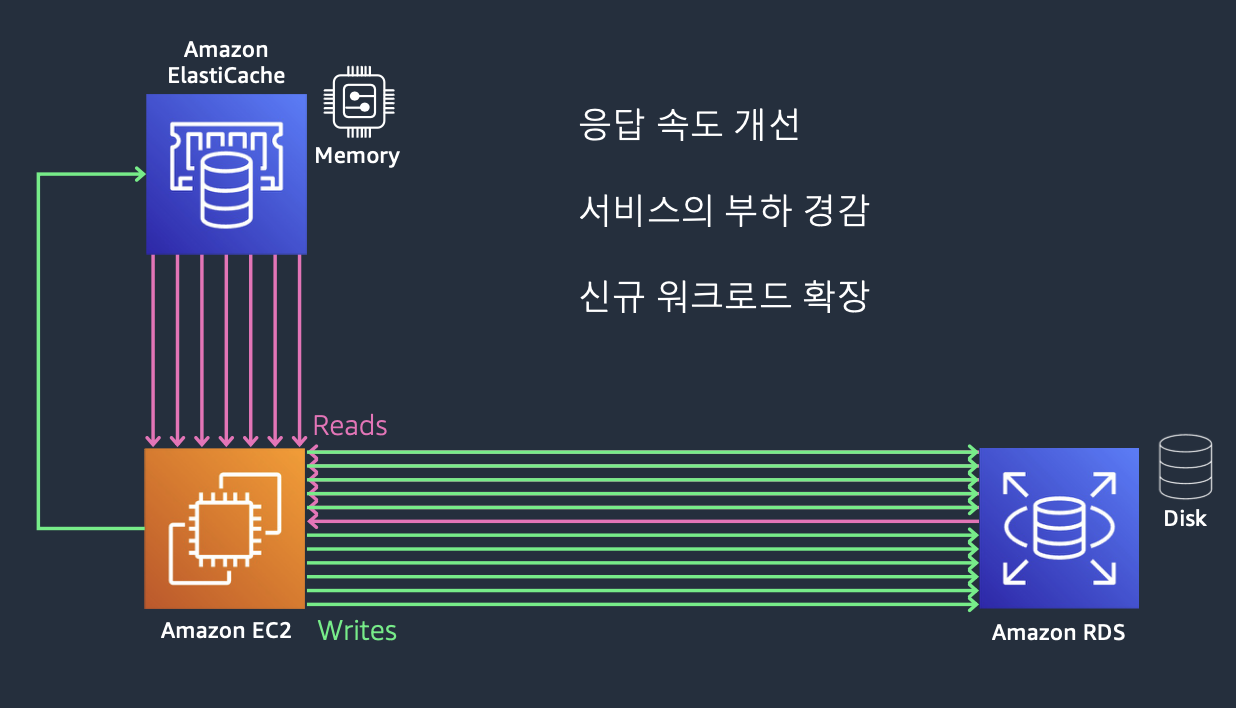 Amazon
ElastiCache
Memory
응답 속도 개선
서비스의 부하 경감
신규 워크로드 확장
Reads
Disk
Amazon EC2
Writes
Amazon RDS